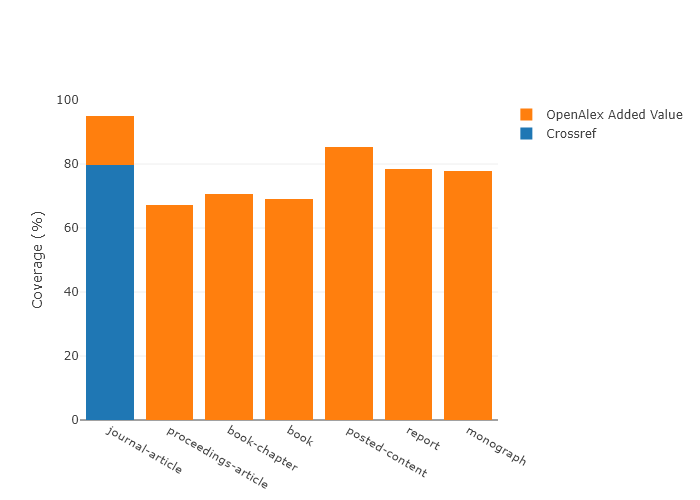 100
80
60
40
20
0
Coverage (%)
journal-article
proceedings-article
book-chapter
book
posted-content
report
monograph
OpenAlex Added Value
Crossref